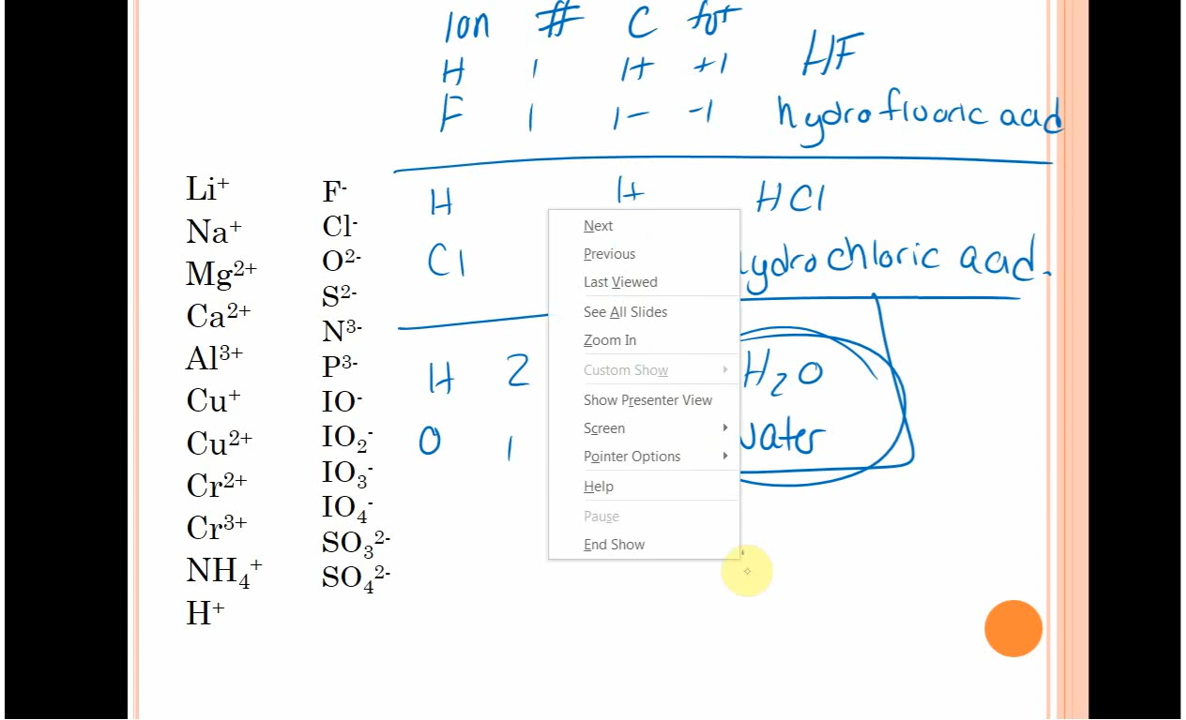 Ion # C tot
H 1 1+ +1 HF
F 1 1- -1 hydrofluoric acid
H 1+ HCl
Cl ydrochloric acid.
H 2 H2O
O 1 water
Li+
Na+
Mg2+
Ca2+
Al3+
Cu+
Cu2+
Cr2+
Cr3+
NH4+
H+
F-
Cl-
O2-
S2-
N3-
P3-
IO-
IO2-
IO3-
IO4-
SO32-
SO42-
Next
Previous
Last Viewed
See All Slides
Zoom In
Custom Show
Show Presenter View
Screen
Pointer Options
Help
Pause
End Show